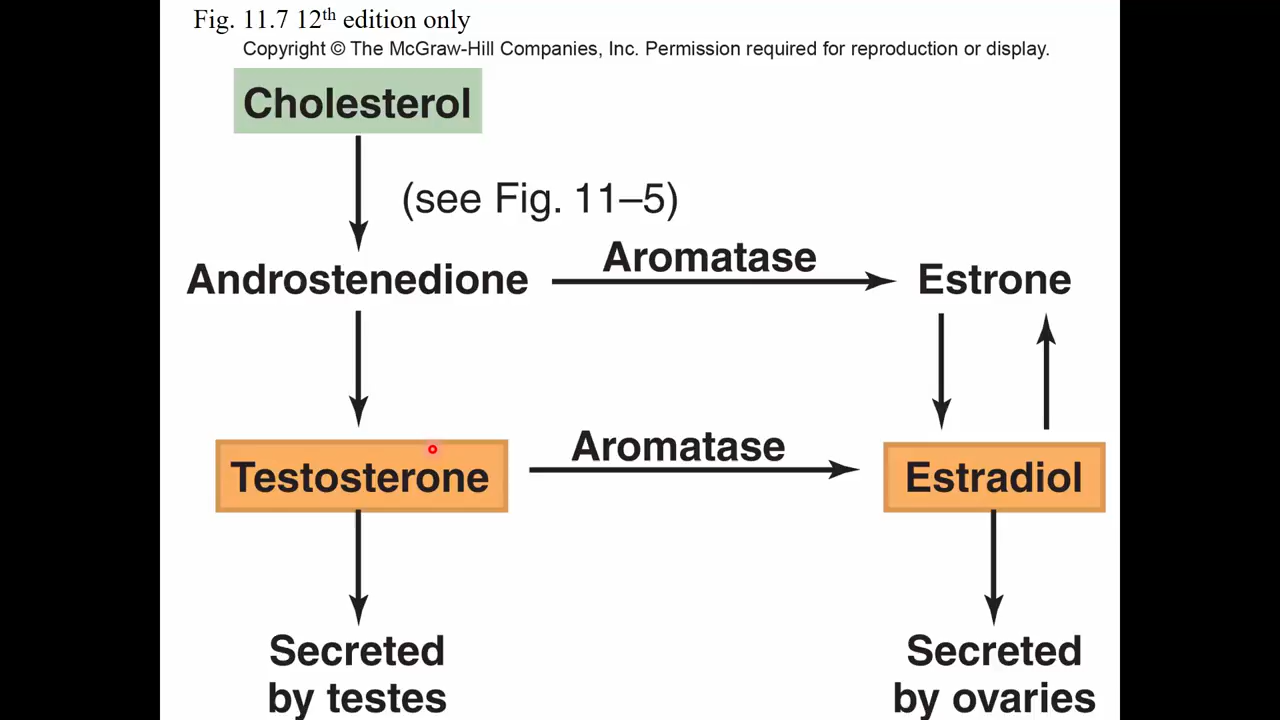 Fig. 11.7 12th edition only
Copyright © The McGraw-Hill Companies, Inc. Permission required for reproduction or display.
Cholesterol
(see Fig. 11–5)
Aromatase
Androstenedione
Estrone
Aromatase
Testosterone
Estradiol
Secreted
by testes
Secreted
by ovaries